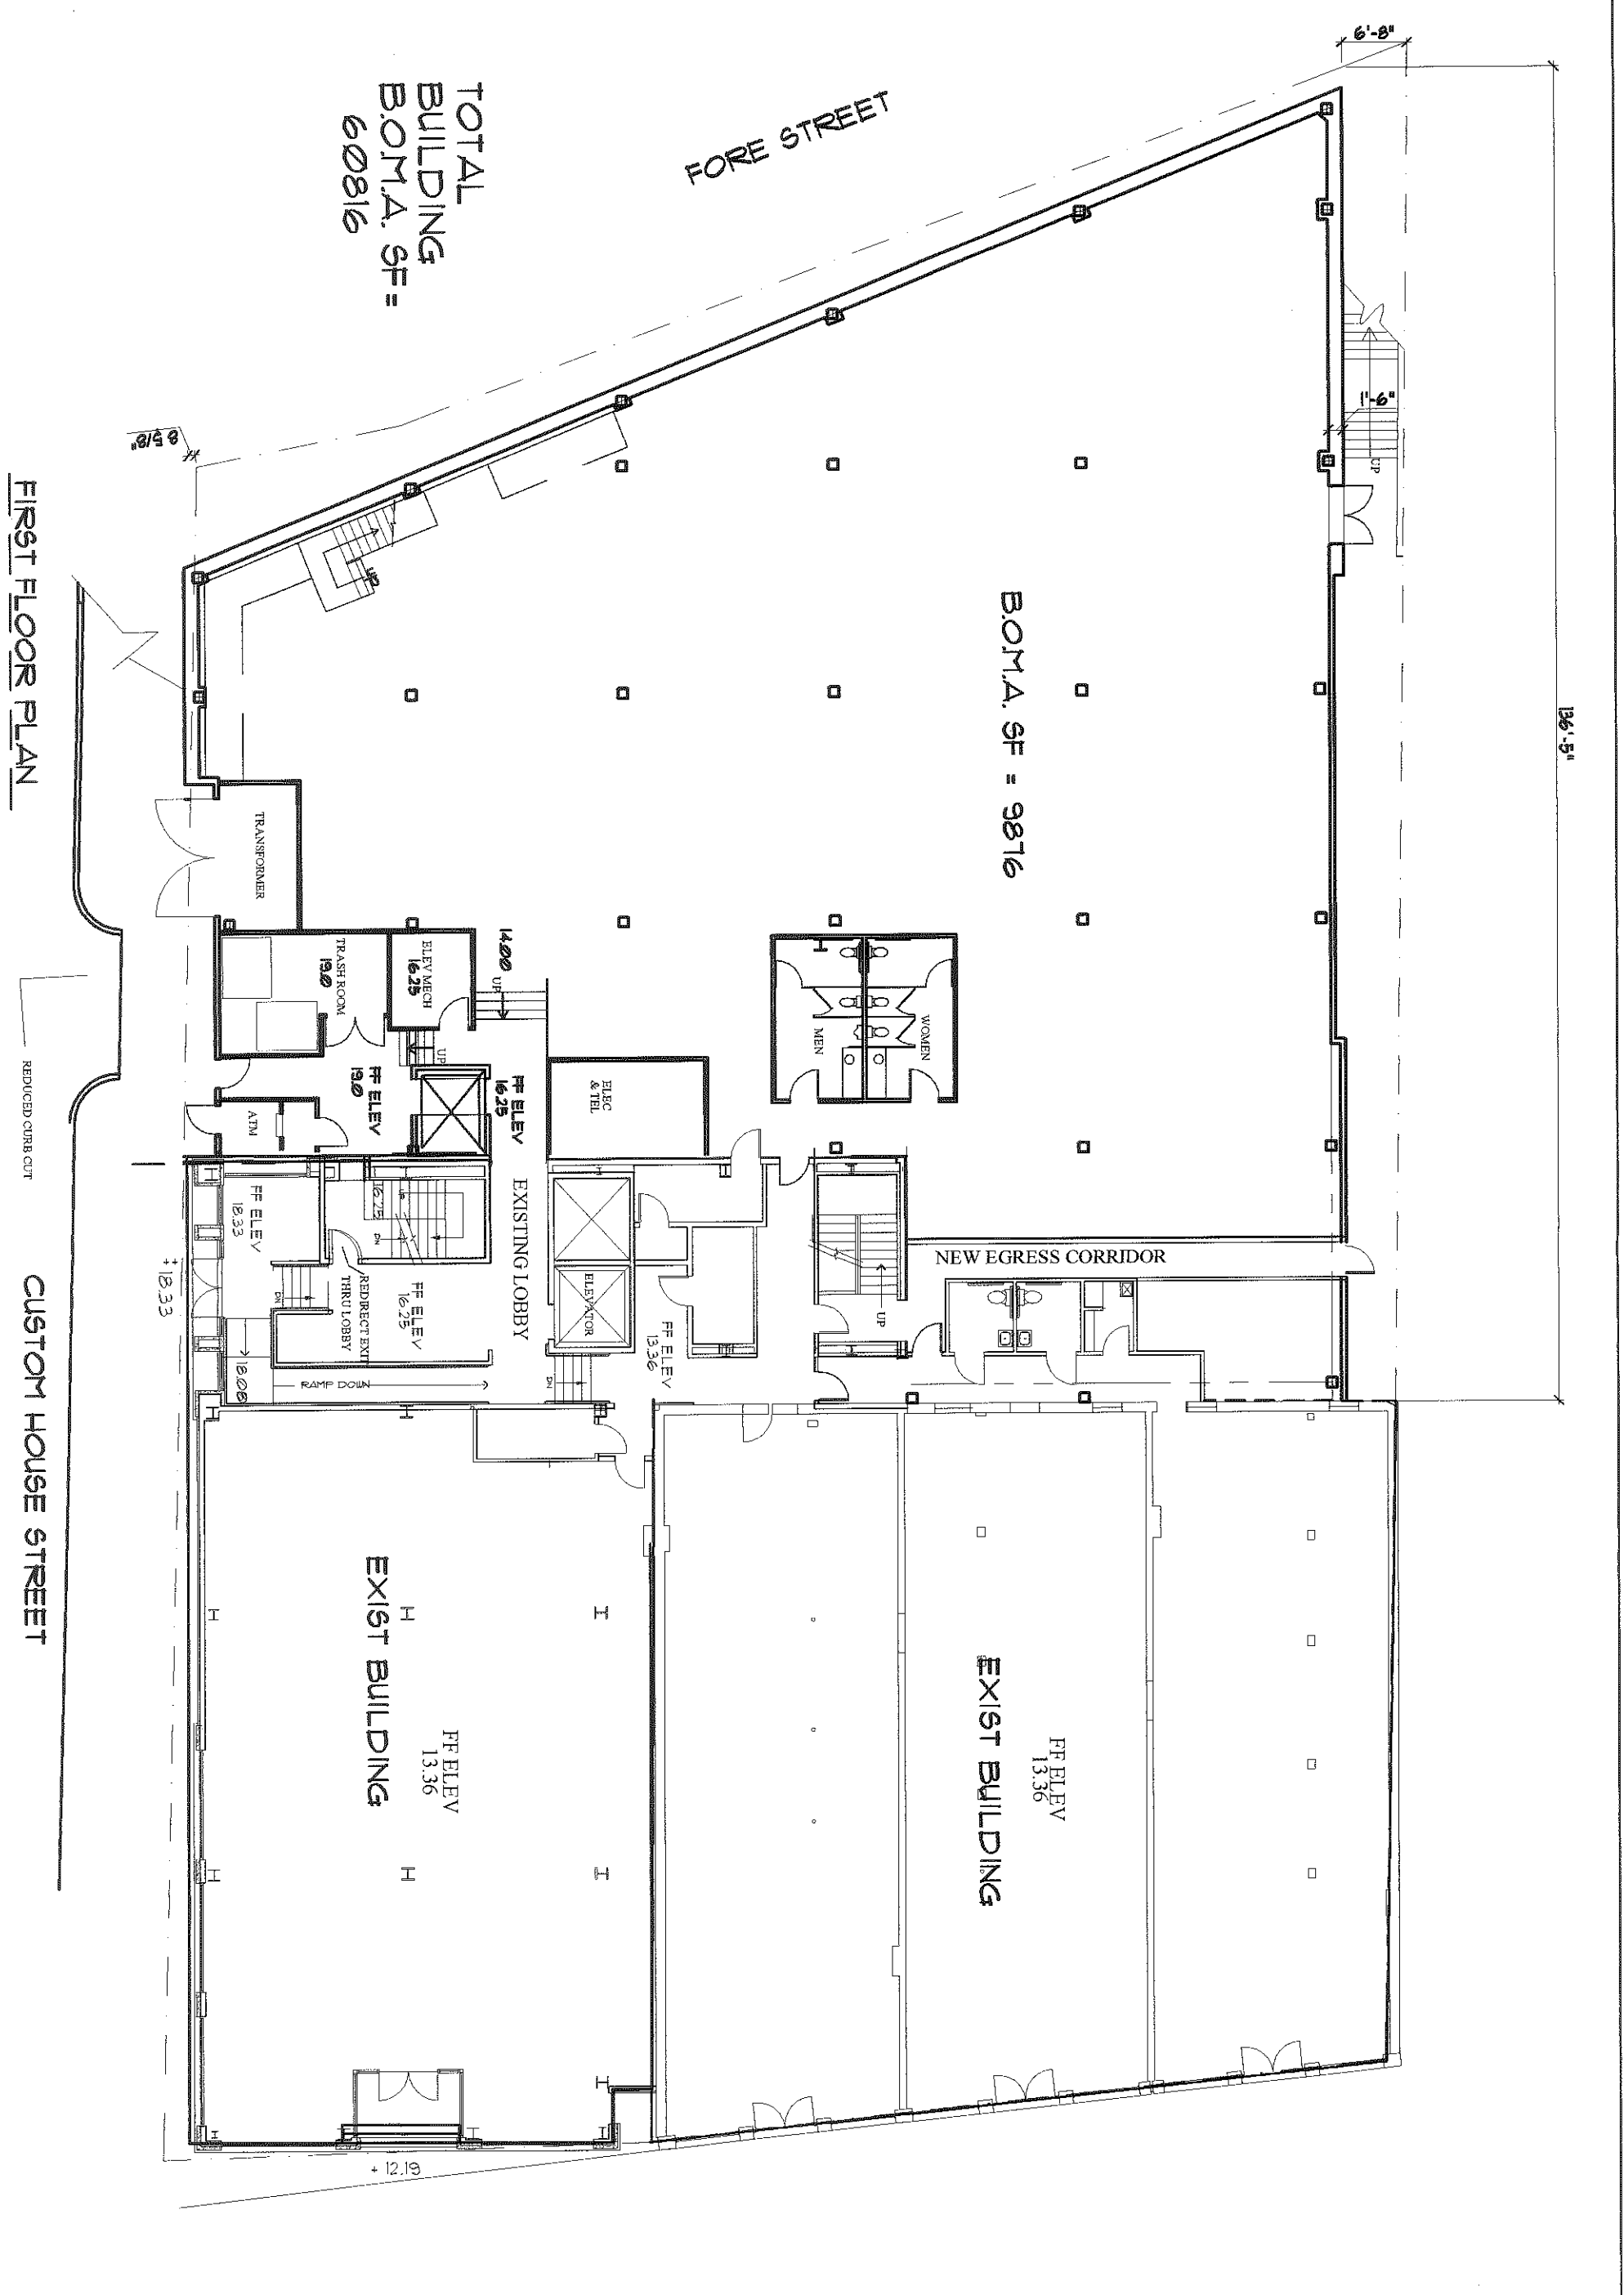 6'-8"
136'-5"
FORE STREET
TOTAL
BUILDING
B.O.M.A. SF =
60816
1'-6"
UP
8 5/8"
UP
B.O.M.A. SF = 9876
FIRST FLOOR PLAN
TRANSFORMER
TRASH ROOM
19.0
ELEV MECH
16.25
14.00
UP
UP
WOMEN
MEN
ELEC
& TEL
FF ELEV
19.0
FF ELEV
16.25
ATM
REDUCED CURB CUT
CUSTOM HOUSE STREET
FF ELEV
18.33
+ 18.33
16.25
UP
DN
EXISTING LOBBY
ELEVATOR
REDIRECT EXIT
THRU LOBBY
FF ELEV
16.25
DN
18.08
RAMP DOWN
DN
FF ELEV
13.36
UP
NEW EGRESS CORRIDOR
EXIST BUILDING
FF ELEV
13.36
EXIST BUILDING
FF ELEV
13.36
+ 12.19